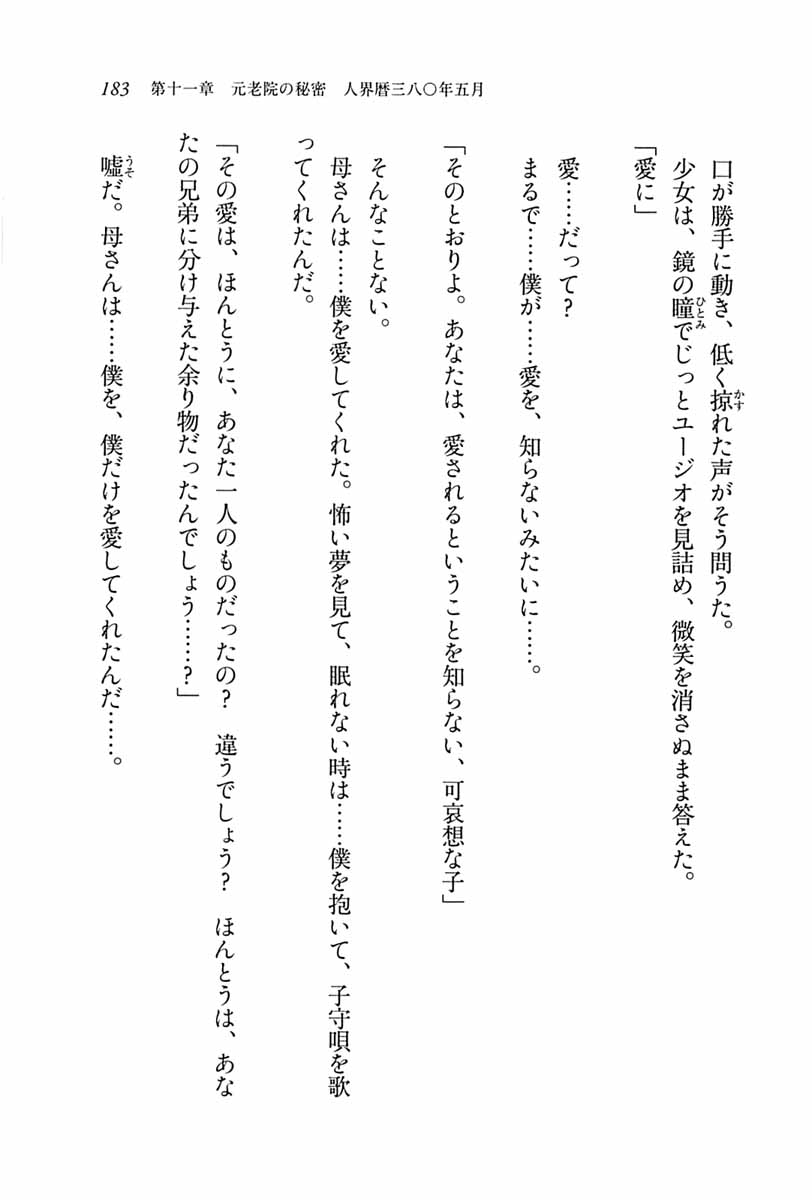 183 第十一章 元老院の秘密 人界暦三八〇年五月
口が勝手に動き、低く掠れた声がそう問うた。
少女は、鏡の瞳でじっとユージオを見詰め、微笑を消さぬまま答えた。
「愛に」
愛……だって？
まるで……僕が……愛を、知らないみたいに……。
「そのとおりよ。あなたは、愛されるということを知らない、可哀想な子」
そんなことない。
母さんは……僕を愛してくれた。怖い夢を見て、眠れない時は……僕を抱いて、子守唄を歌
ってくれたんだ。
「その愛は、ほんとうに、あなた一人のものだったの？　違うでしょう？　ほんとうは、あな
たの兄弟に分け与えた余り物だったんでしょう……？」
嘘だ。母さんは……僕を、僕だけを愛してくれたんだ……。